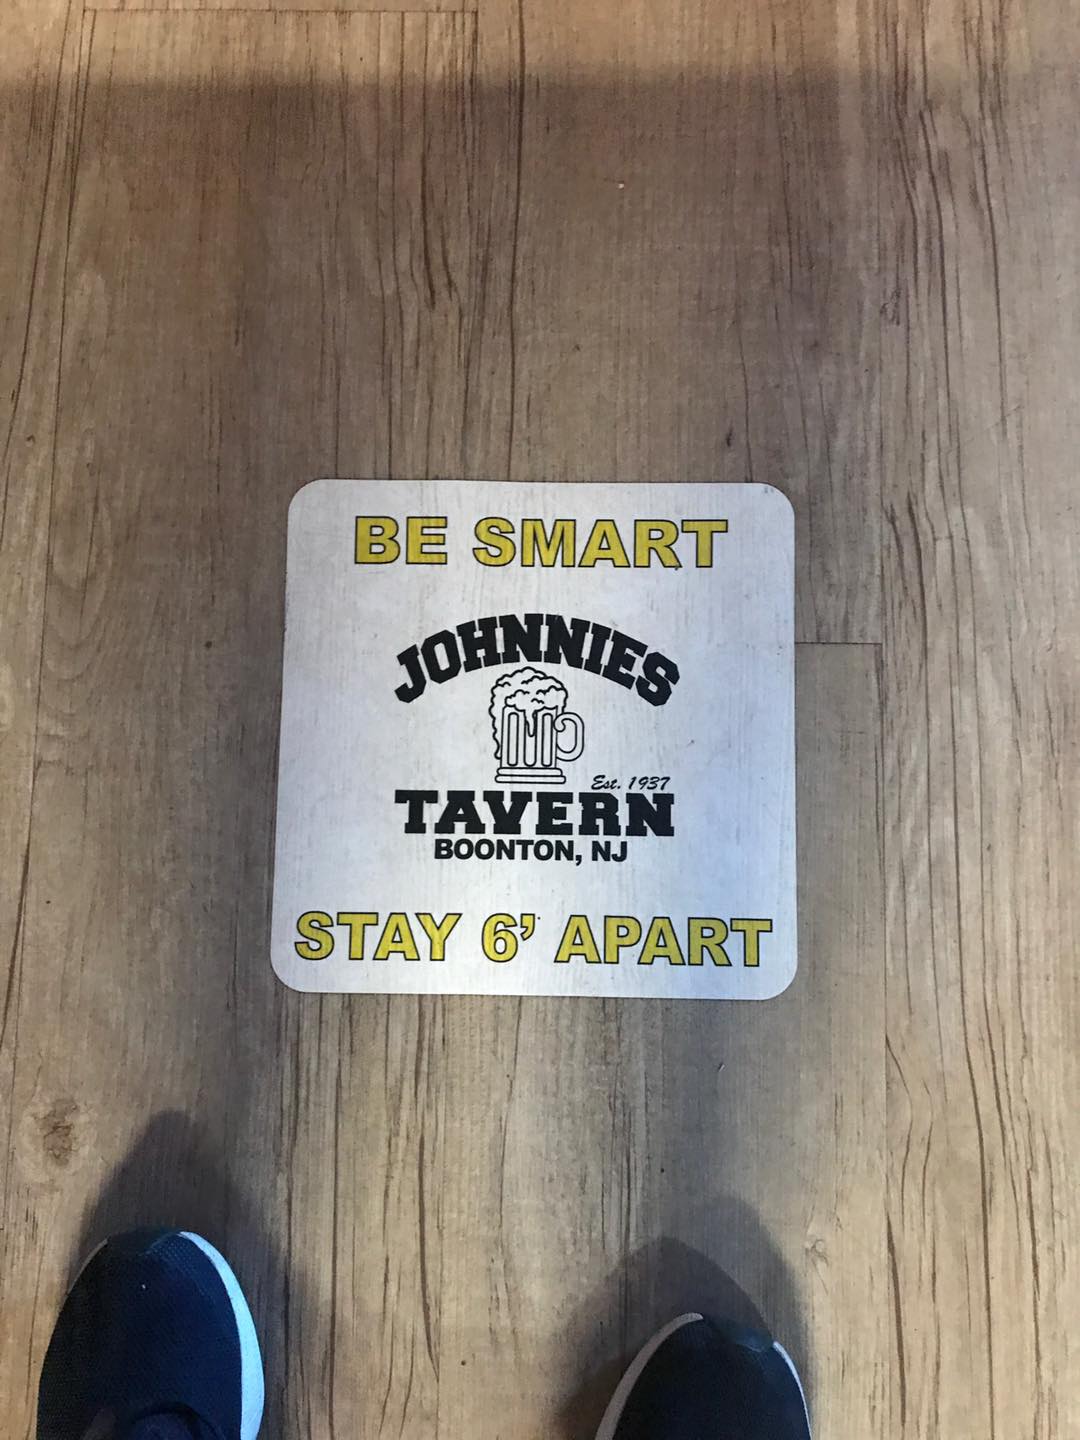 BE SMART
JOHNNIES
Est. 1937
TAVERN
BOONTON, NJ
STAY 6' APART